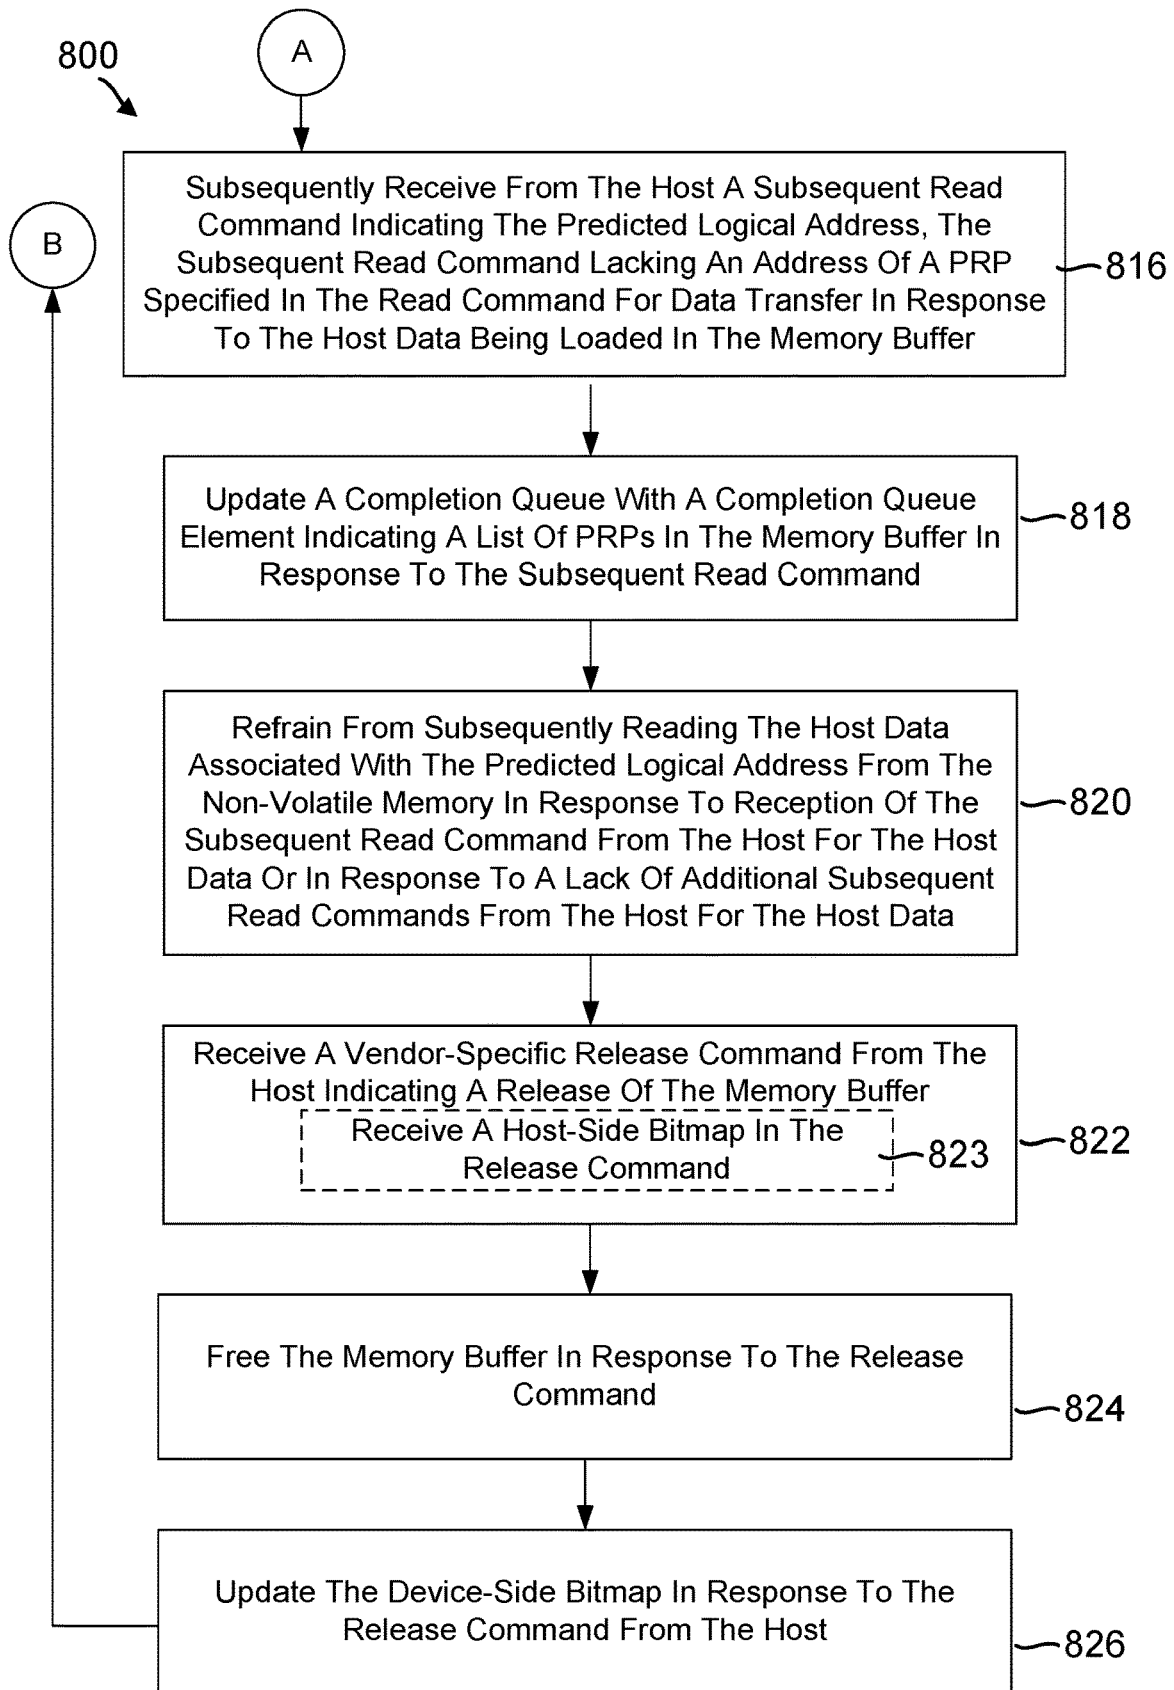 800
A
B
Subsequently Receive From The Host A Subsequent Read
Command Indicating The Predicted Logical Address, The
Subsequent Read Command Lacking An Address Of A PRP
Specified In The Read Command For Data Transfer In Response
To The Host Data Being Loaded In The Memory Buffer
816
Update A Completion Queue With A Completion Queue
Element Indicating A List Of PRPs In The Memory Buffer In
Response To The Subsequent Read Command
818
Refrain From Subsequently Reading The Host Data
Associated With The Predicted Logical Address From The
Non-Volatile Memory In Response To Reception Of The
Subsequent Read Command From The Host For The Host
Data Or In Response To A Lack Of Additional Subsequent
Read Commands From The Host For The Host Data
820
Receive A Vendor-Specific Release Command From The
Host Indicating A Release Of The Memory Buffer
Receive A Host-Side Bitmap In The
Release Command
823
822
Free The Memory Buffer In Response To The Release
Command
824
Update The Device-Side Bitmap In Response To The
Release Command From The Host
826